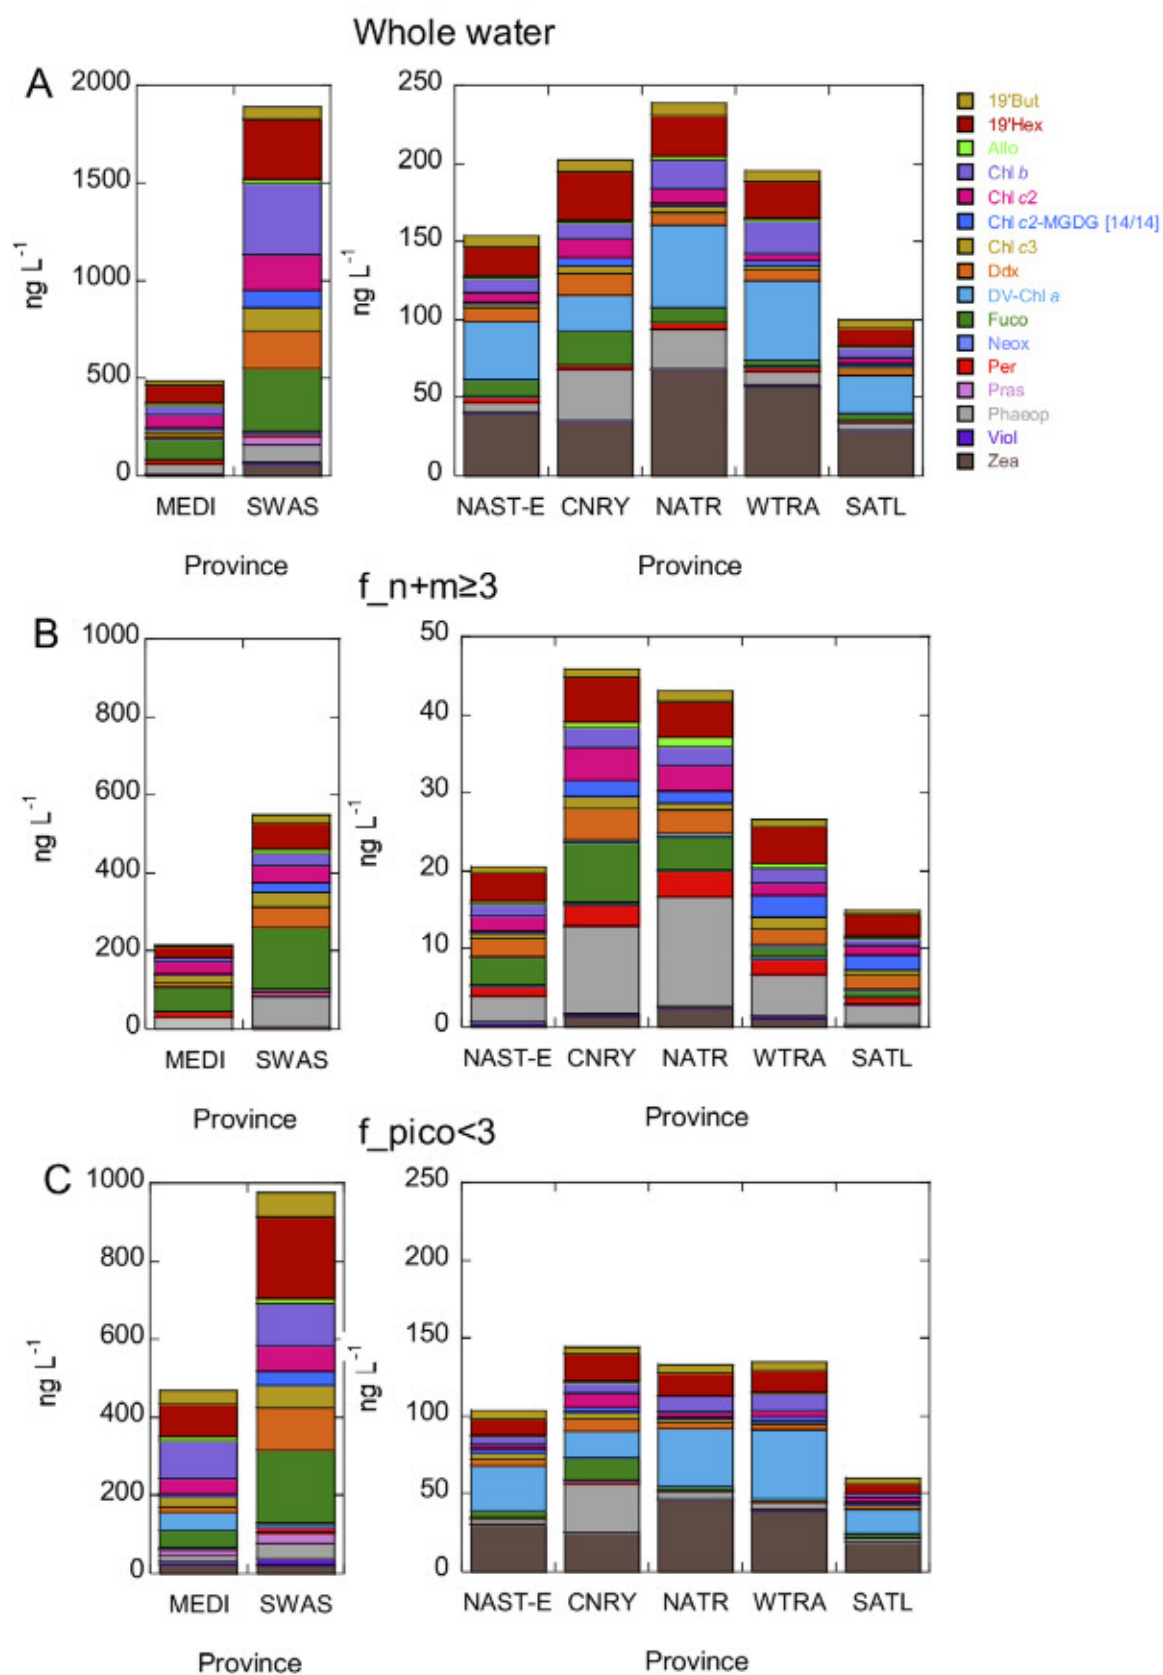 Whole water
A
2000
1500
1000
500
0
ng L⁻¹
MEDI SWAS
Province
250
200
150
100
50
0
ng L⁻¹
NAST-E CNRY NATR WTRA SATL
Province
19'But
19'Hex
Allo
Chl b
Chl c2
Chl c2-MGDG [14/14]
Chl c3
Ddx
DV-Chl a
Fuco
Neox
Per
Pras
Phaeop
Viol
Zea
f_n+m≥3
B
1000
800
600
400
200
0
ng L⁻¹
MEDI SWAS
Province
50
40
30
20
10
0
ng L⁻¹
NAST-E CNRY NATR WTRA SATL
Province
f_pico<3
C
1000
800
600
400
200
0
ng L⁻¹
MEDI SWAS
Province
250
200
150
100
50
0
ng L⁻¹
NAST-E CNRY NATR WTRA SATL
Province